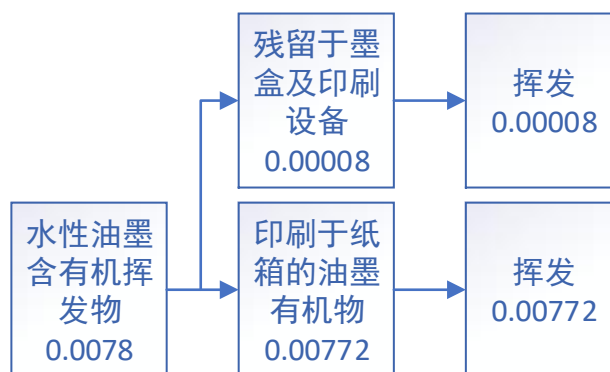 残留于墨
盒及印刷
设备
0.00008
挥发
0.00008
水性油墨
含有机挥
发物
0.0078
印刷于纸
箱的油墨
有机物
0.00772
挥发
0.00772